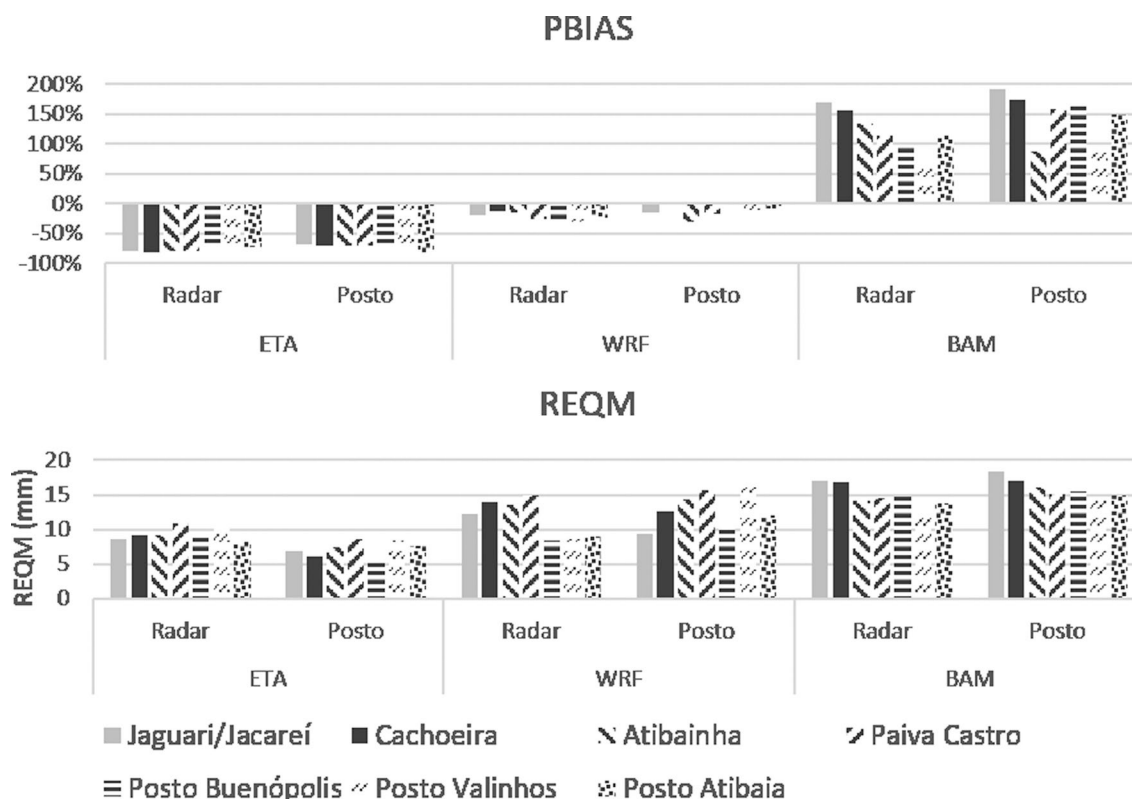 PBIAS
200%
150%
100%
50%
0%
-50%
-100%
Radar Posto Radar Posto Radar Posto
ETA WRF BAM
REQM
REQM (mm)
20
15
10
5
0
Radar Posto Radar Posto Radar Posto
ETA WRF BAM
Jaguari/Jacareí Cachoeira Atibainha Paiva Castro
Posto Buenópolis Posto Valinhos Posto Atibaia